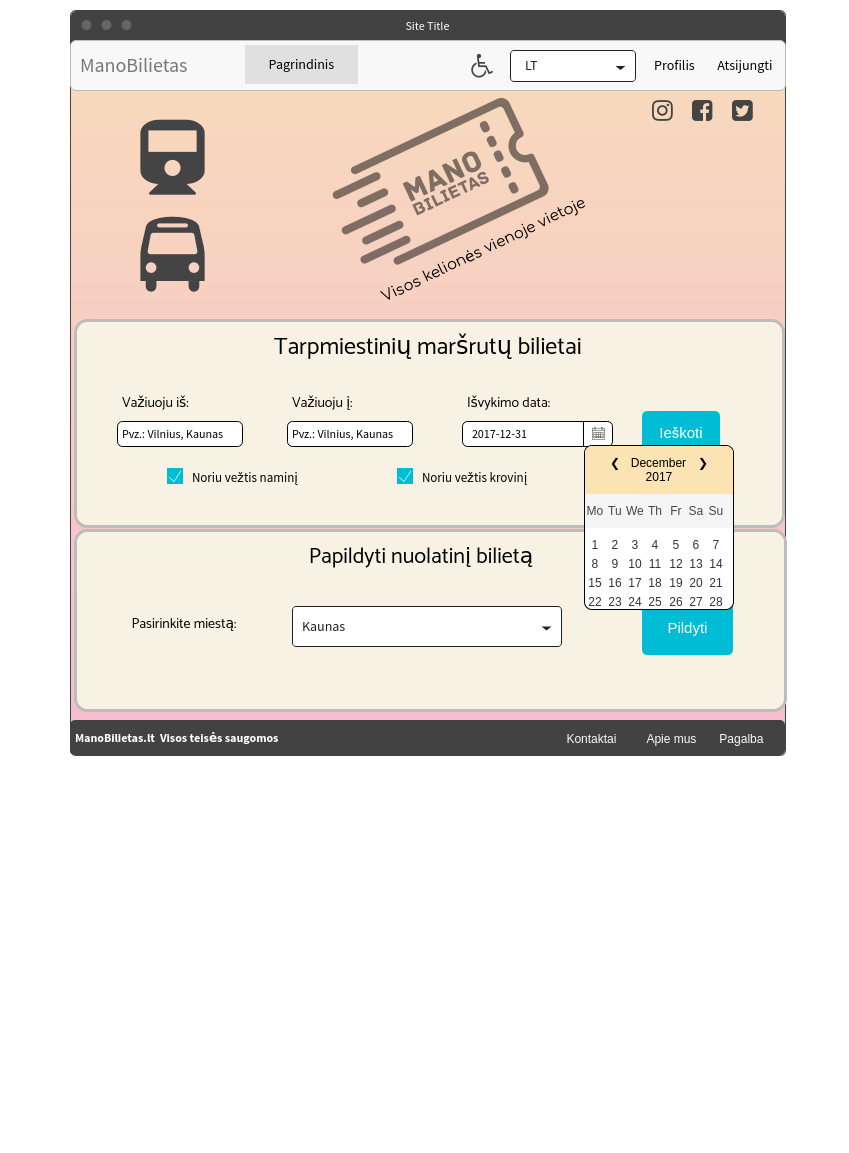 Site Title
ManoBilietas
Pagrindinis
LT
Profilis
Atsijungti
MANO
BILIETAS
Visos kelionės vienoje vietoje
Tarpmiestinių maršrutų bilietai
Važiuoju iš:
Važiuoju į:
Išvykimo data:
Pvz.: Vilnius, Kaunas
Pvz.: Vilnius, Kaunas
2017-12-31
Ieškoti
Noriu vežtis naminį
Noriu vežtis krovinį
❮ December ❯
2017
Mo Tu We Th Fr Sa Su
1 2 3 4 5 6 7
8 9 10 11 12 13 14
15 16 17 18 19 20 21
22 23 24 25 26 27 28
Papildyti nuolatinį bilietą
Pasirinkite miestą:
Kaunas
Pildyti
ManoBilietas.lt Visos teisės saugomos
Kontaktai
Apie mus
Pagalba